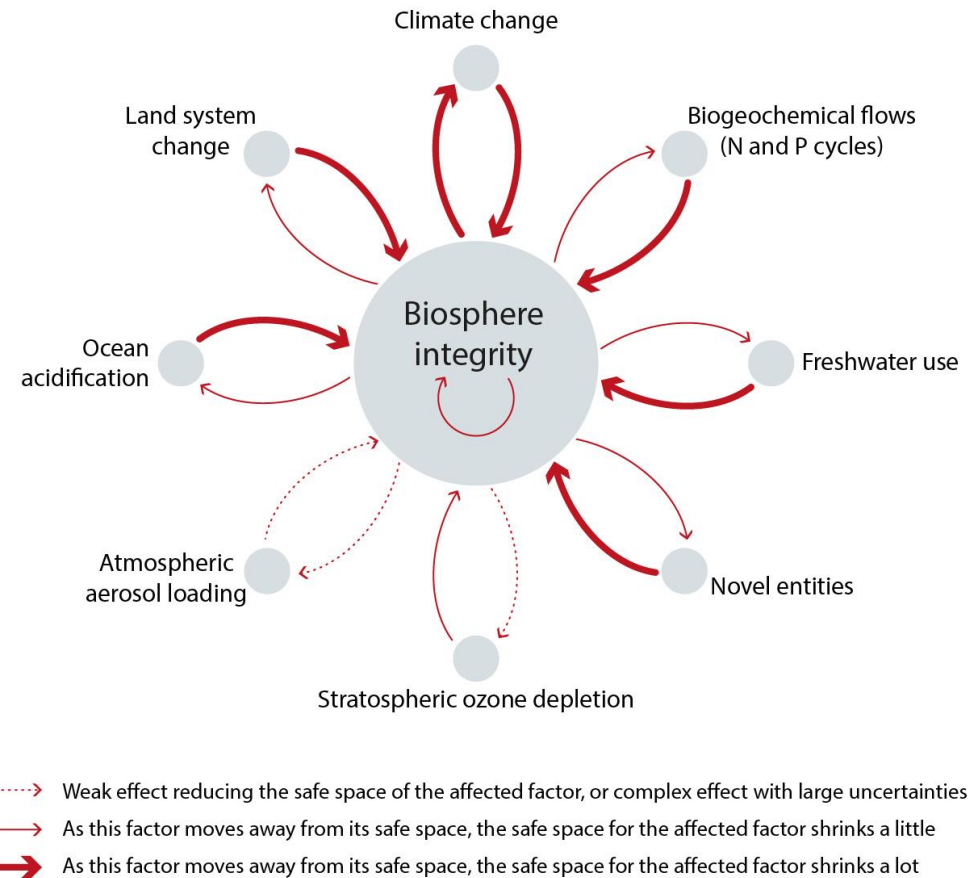 Climate change
Land system
change
Biogeochemical flows
(N and P cycles)
Biosphere
integrity
Ocean
acidification
Freshwater use
Atmospheric
aerosol loading
Novel entities
Stratospheric ozone depletion
Weak effect reducing the safe space of the affected factor, or complex effect with large uncertainties
As this factor moves away from its safe space, the safe space for the affected factor shrinks a little
As this factor moves away from its safe space, the safe space for the affected factor shrinks a lot